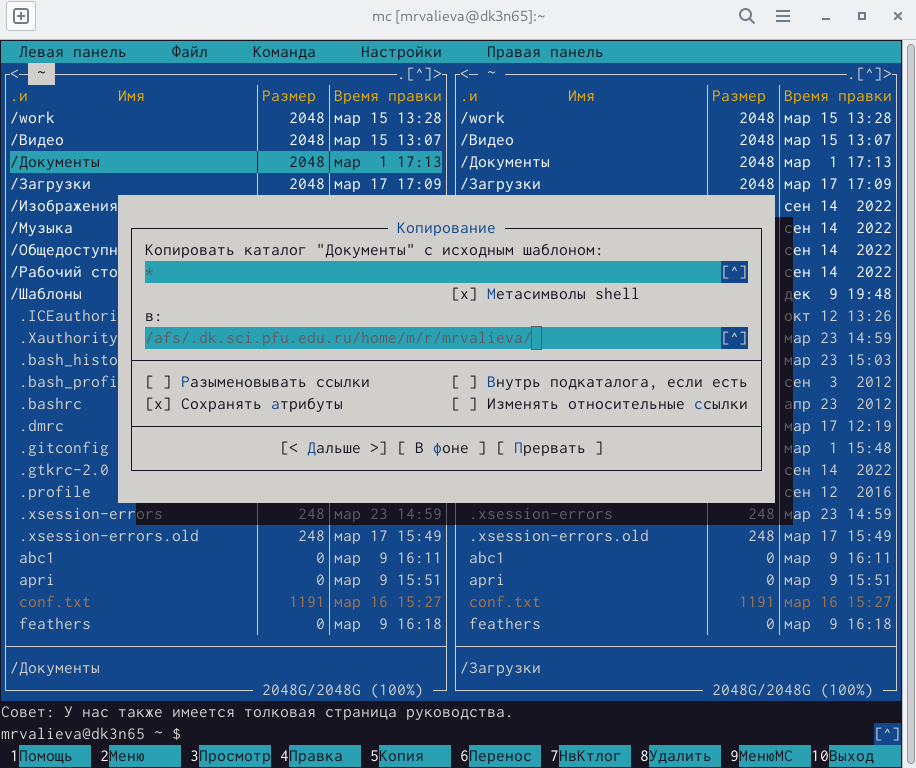 mc [mrvalieva@dk3n65]:~
Левая панель Файл Команда Настройки Правая панель
<─ ~ .[^]> <─ ~ .[^]>
.и Имя Размер Время правки .и Имя Размер Время правки
/work 2048 мар 15 13:28 /work 2048 мар 15 13:28
/Видео 2048 мар 15 13:07 /Видео 2048 мар 15 13:07
/Документы 2048 мар 1 17:13 /Документы 2048 мар 1 17:13
/Загрузки 2048 мар 17 17:09 /Загрузки 2048 мар 17 17:09
/Изображения сен 14 2022
/Музыка Копирование сен 14 2022
/Общедоступн Копировать каталог "Документы" с исходным шаблоном: сен 14 2022
/Рабочий сто * [^] сен 14 2022
/Шаблоны [x] Метасимволы shell дек 9 19:48
.ICEauthori в: окт 12 13:26
.Xauthority /afs/.dk.sci.pfu.edu.ru/home/m/r/mrvalieva/ [^] мар 23 14:59
.bash_histo мар 23 15:03
.bash_profi [ ] Разыменовывать ссылки [ ] Внутрь подкаталога, если есть сен 3 2012
.bashrc [x] Сохранять атрибуты [ ] Изменять относительные ссылки апр 23 2012
.dmrc мар 17 12:19
.gitconfig [< Дальше >] [ В фоне ] [ Прервать ] мар 1 15:48
.gtkrc-2.0 сен 14 2022
.profile сен 12 2016
.xsession-errors 248 мар 23 14:59 .xsession-errors 248 мар 23 14:59
.xsession-errors.old 248 мар 17 15:49 .xsession-errors.old 248 мар 17 15:49
abc1 0 мар 9 16:11 abc1 0 мар 9 16:11
apri 0 мар 9 15:51 apri 0 мар 9 15:51
conf.txt 1191 мар 16 15:27 conf.txt 1191 мар 16 15:27
feathers 0 мар 9 16:18 feathers 0 мар 9 16:18
/Документы /Загрузки
2048G/2048G (100%) 2048G/2048G (100%)
Совет: У нас также имеется толковая страница руководства.
mrvalieva@dk3n65 ~ $ [^]
1Помощь 2Меню 3Просмотр 4Правка 5Копия 6Перенос 7НвКтлог 8Удалить 9МенюMC 10Выход